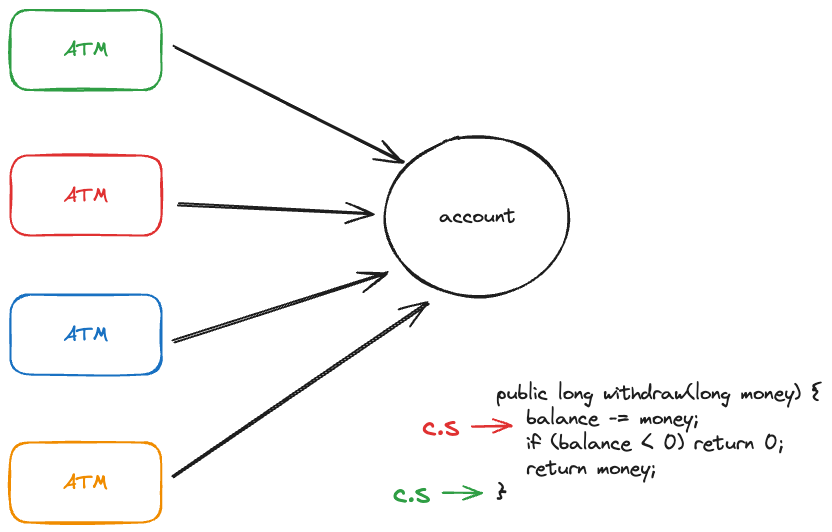 ATM
ATM
account
ATM
public long withdraw(long money) {
c.s
balance -= money;
if (balance < 0) return 0;
return money;
ATM
c.s
}